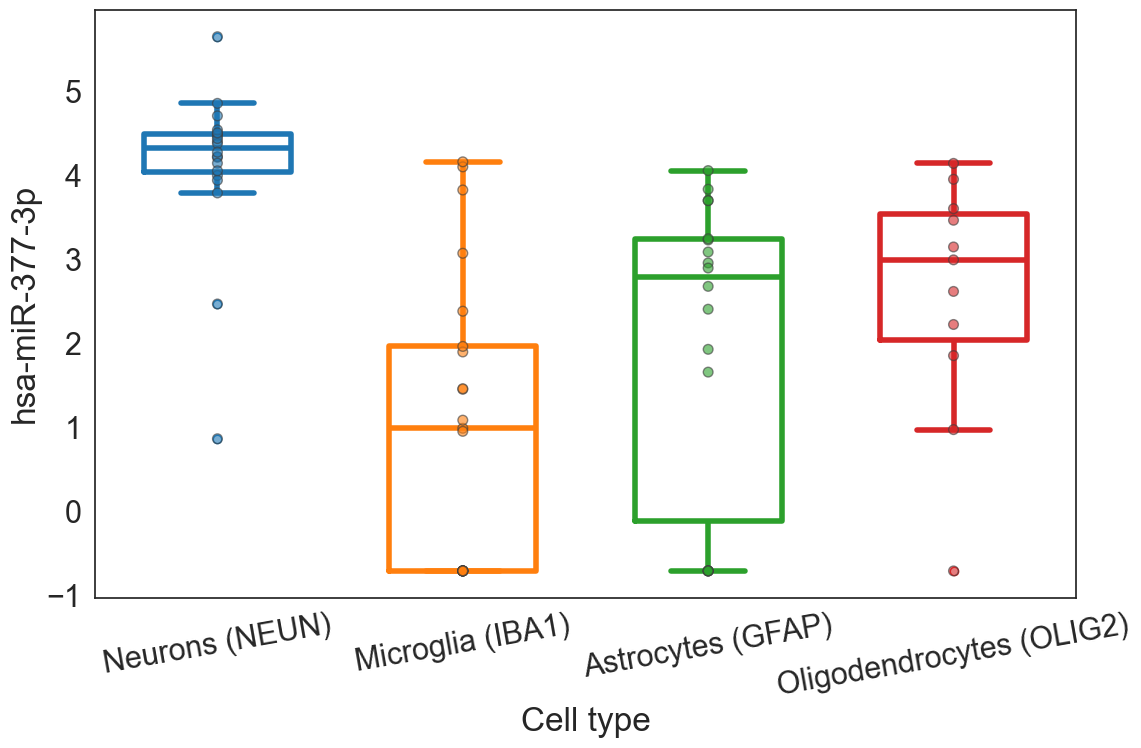 hsa-miR-377-3p
5
4
3
2
1
0
−1
Neurons (NEUN)
Microglia (IBA1)
Astrocytes (GFAP)
Oligodendrocytes (OLIG2)
Cell type